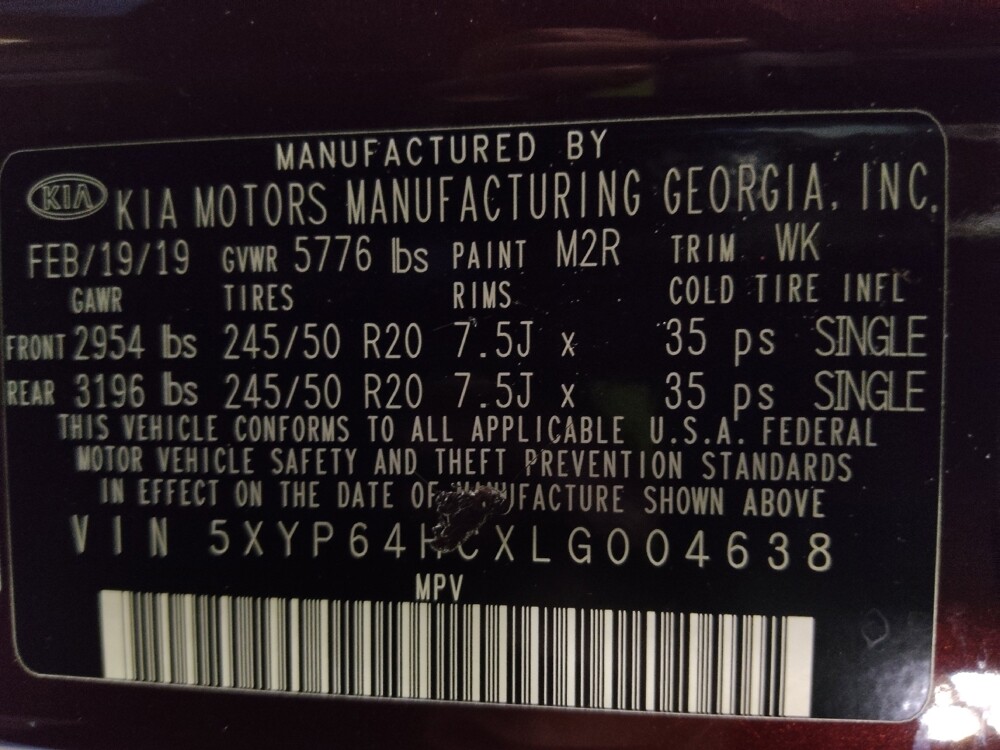 MANUFACTURED BY
KIA KIA MOTORS MANUFACTURING GEORGIA, INC.
FEB/19/19 GVWR 5776 lbs PAINT M2R TRIM WK
GAWR TIRES RIMS COLD TIRE INFL
FRONT 2954 lbs 245/50 R20 7.5J x 35 ps SINGLE
REAR 3196 lbs 245/50 R20 7.5J x 35 ps SINGLE
THIS VEHICLE CONFORMS TO ALL APPLICABLE U.S.A. FEDERAL
MOTOR VEHICLE SAFETY AND THEFT PREVENTION STANDARDS
IN EFFECT ON THE DATE OF MANUFACTURE SHOWN ABOVE
VIN 5XYP64HCXLG004638
MPV